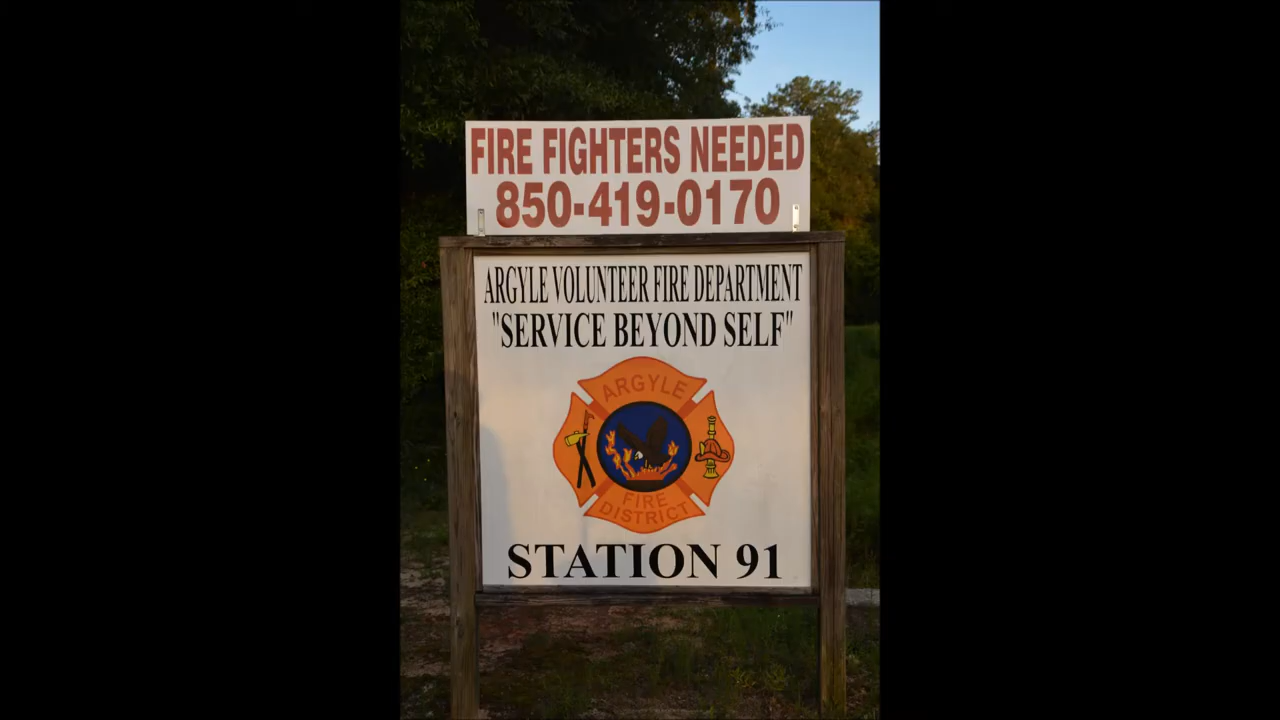 FIRE FIGHTERS NEEDED
850-419-0170
ARGYLE VOLUNTEER FIRE DEPARTMENT
"SERVICE BEYOND SELF"
ARGYLE
FIRE
DISTRICT
STATION 91